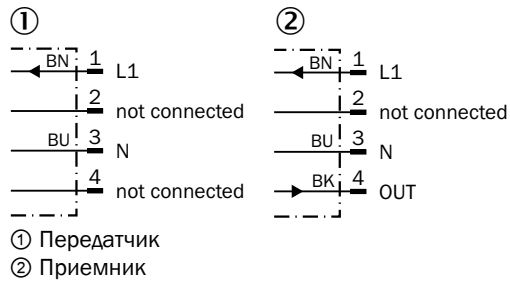 ①
BN 1 L1
2 not connected
BU 3 N
4 not connected
②
BN 1 L1
2 not connected
BU 3 N
BK 4 OUT
① Передатчик
② Приемник